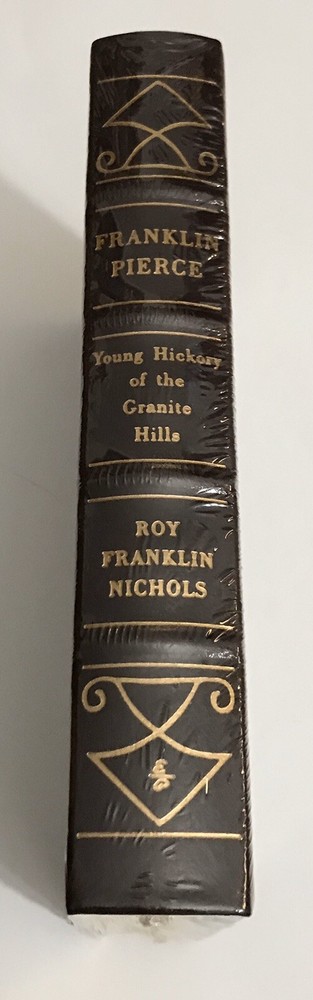 FRANKLIN
PIERCE
Young Hickory
of the
Granite
Hills
ROY
FRANKLIN
NICHOLS